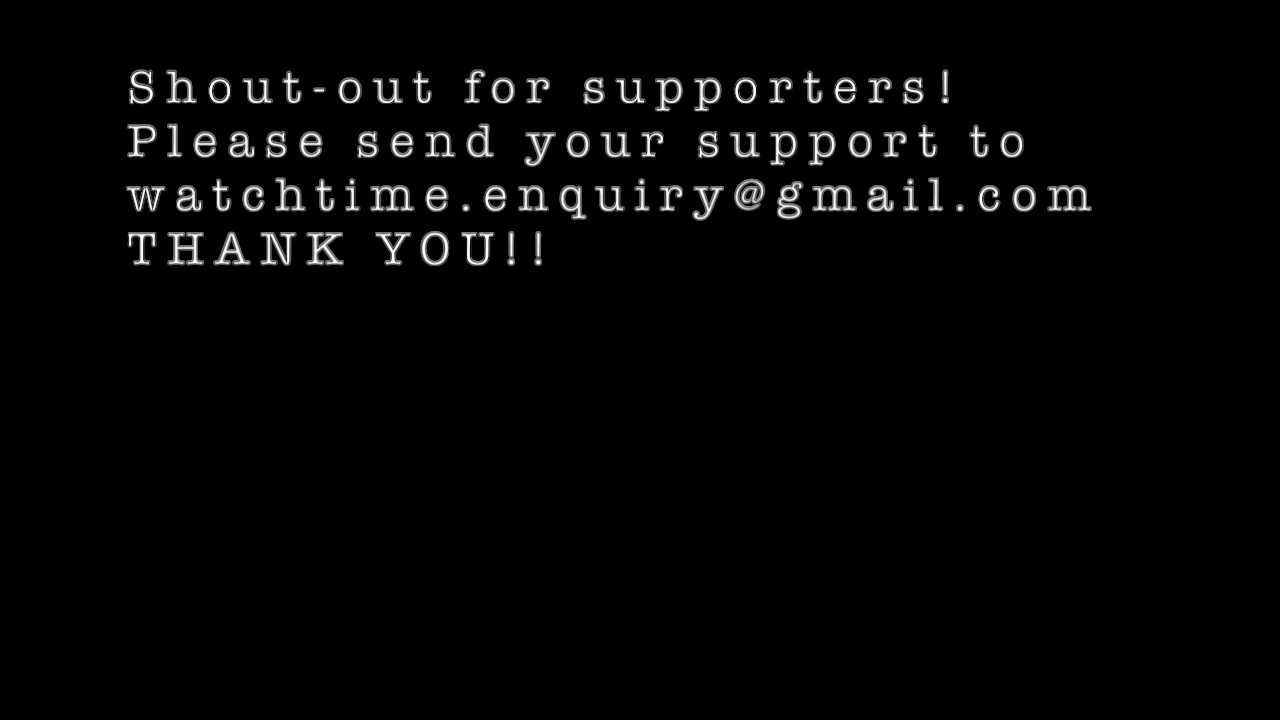 Shout-out for supporters!
Please send your support to
watchtime.enquiry@gmail.com
THANK YOU!!